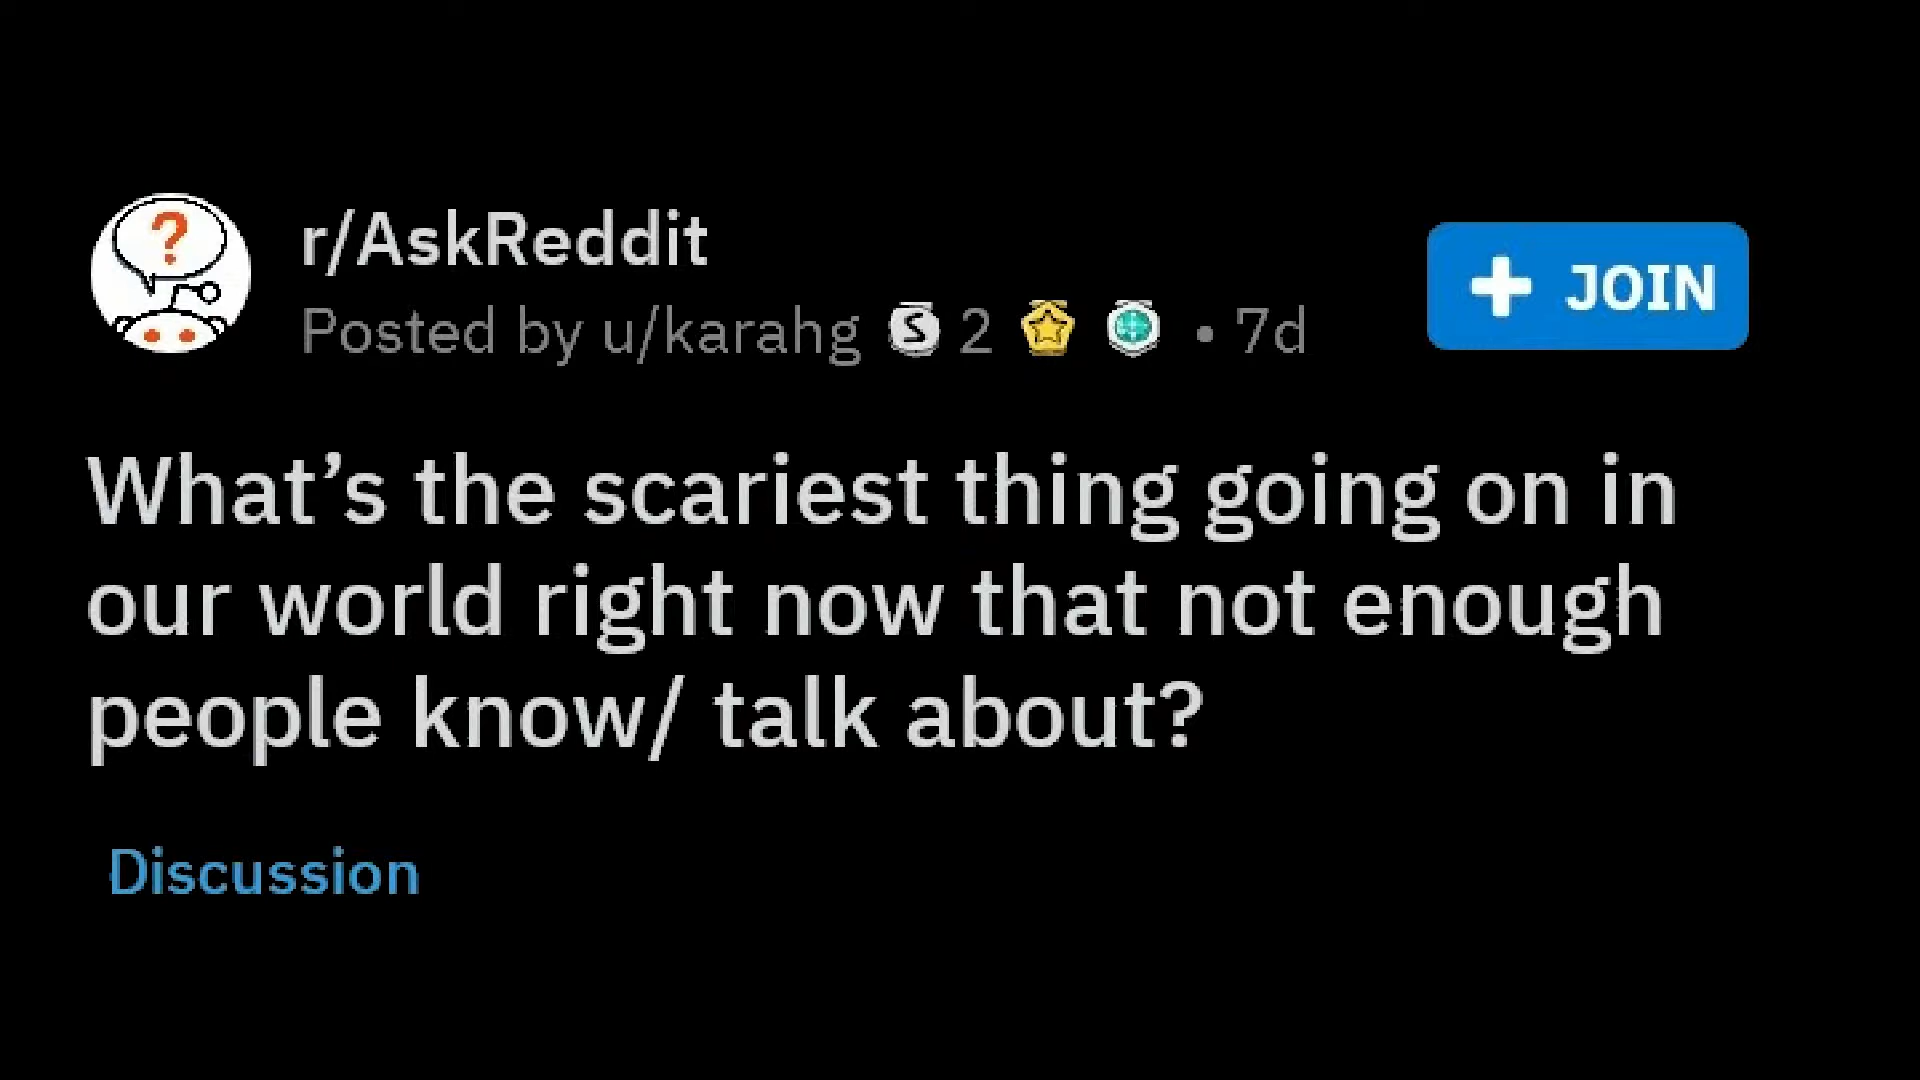 ?
r/AskReddit
Posted by u/karahg S 2 • 7d
+ JOIN
What’s the scariest thing going on in
our world right now that not enough
people know/ talk about?
Discussion